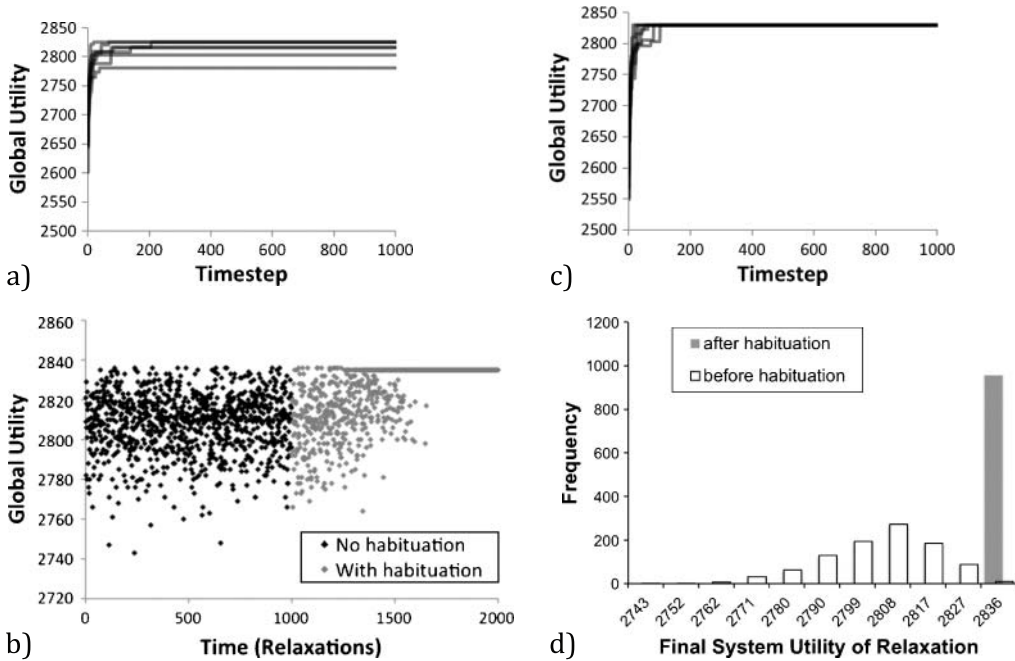 2850
2800
2750
2700
2650
2600
2550
2500
Global Utility
0 200 400 600 800 1000
Timestep
a)
2850
2800
2750
2700
2650
2600
2550
2500
Global Utility
0 200 400 600 800 1000
Timestep
c)
2860
2840
2820
2800
2780
2760
2740
2720
Global Utility
No habituation
With habituation
0 500 1000 1500 2000
Time (Relaxations)
b)
1200
1000
800
600
400
200
0
Frequency
after habituation
before habituation
2743 2752 2762 2771 2780 2790 2799 2808 2817 2827 2836
Final System Utility of Relaxation
d)